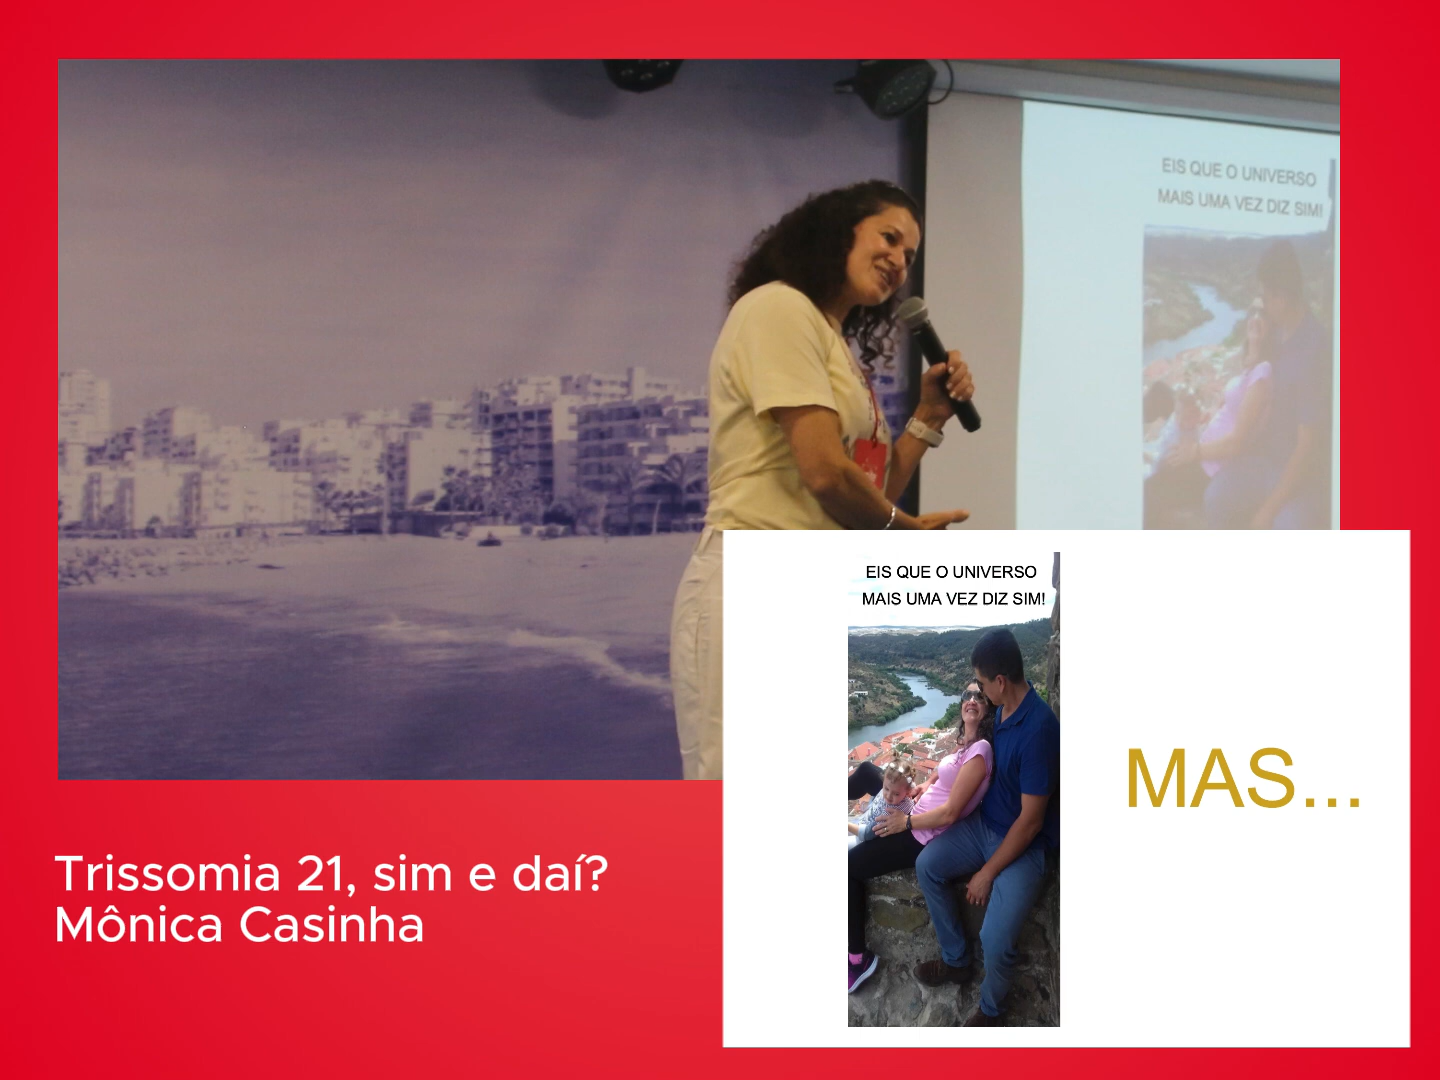 EIS QUE O UNIVERSO
MAIS UMA VEZ DIZ SIM!
EIS QUE O UNIVERSO
MAIS UMA VEZ DIZ SIM!
MAS...
Trissomia 21, sim e daí?
Mônica Casinha